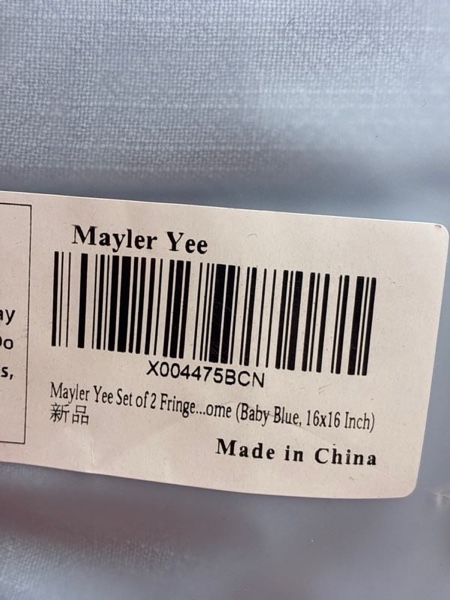 Mayler Yee
X004475BCN
Mayler Yee Set of 2 Fringe...ome (Baby Blue, 16x16 Inch)
新品
Made in China